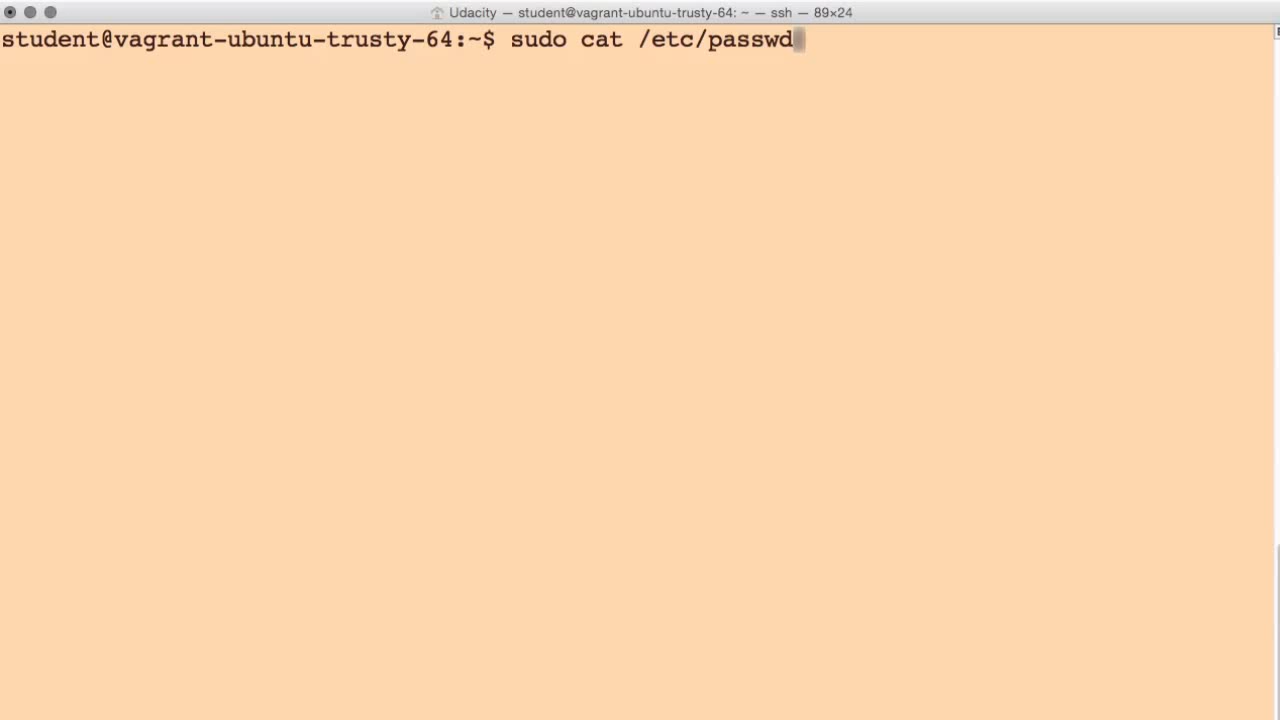 Udacity — student@vagrant-ubuntu-trusty-64: ~ — ssh — 89×24
student@vagrant-ubuntu-trusty-64:~$ sudo cat /etc/passwd